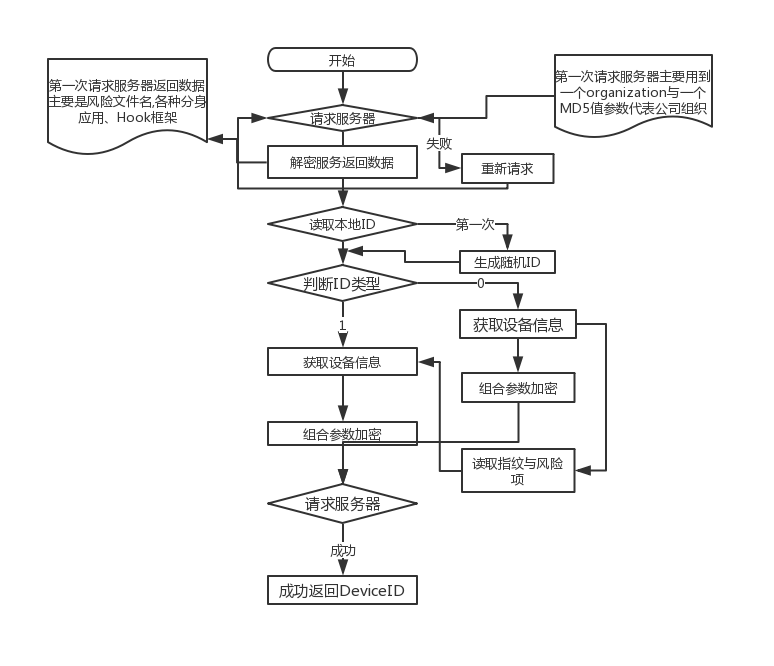 开始
第一次请求服务器返回数据
主要是风险文件名,各种分身
应用、Hook框架
第一次请求服务器主要用到
一个organization与一个
MD5值参数代表公司组织
请求服务器
失败
解密服务返回数据
重新请求
读取本地ID
第一次
生成随机ID
判断ID类型
0
获取设备信息
1
获取设备信息
组合参数加密
组合参数加密
读取指纹与风险
项
请求服务器
成功
成功返回DeviceID